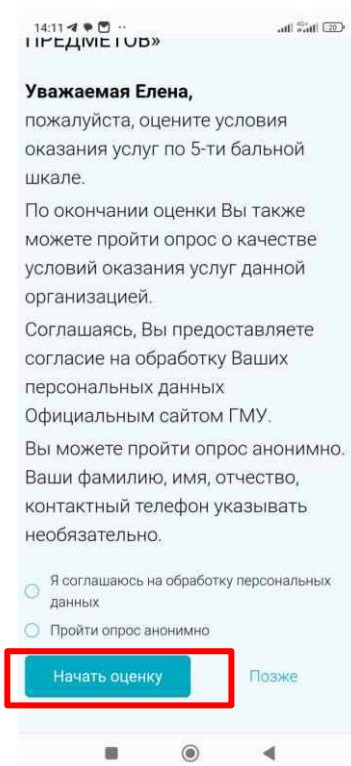 14:11
20
ПРЕДМЕТОВ»
Уважаемая Елена,
пожалуйста, оцените условия
оказания услуг по 5-ти бальной
шкале.
По окончании оценки Вы также
можете пройти опрос о качестве
условий оказания услуг данной
организацией.
Соглашаясь, Вы предоставляете
согласие на обработку Ваших
персональных данных
Официальным сайтом ГМУ.
Вы можете пройти опрос анонимно.
Ваши фамилию, имя, отчество,
контактный телефон указывать
необязательно.
Я соглашаюсь на обработку персональных
данных
Пройти опрос анонимно
Начать оценку Позже